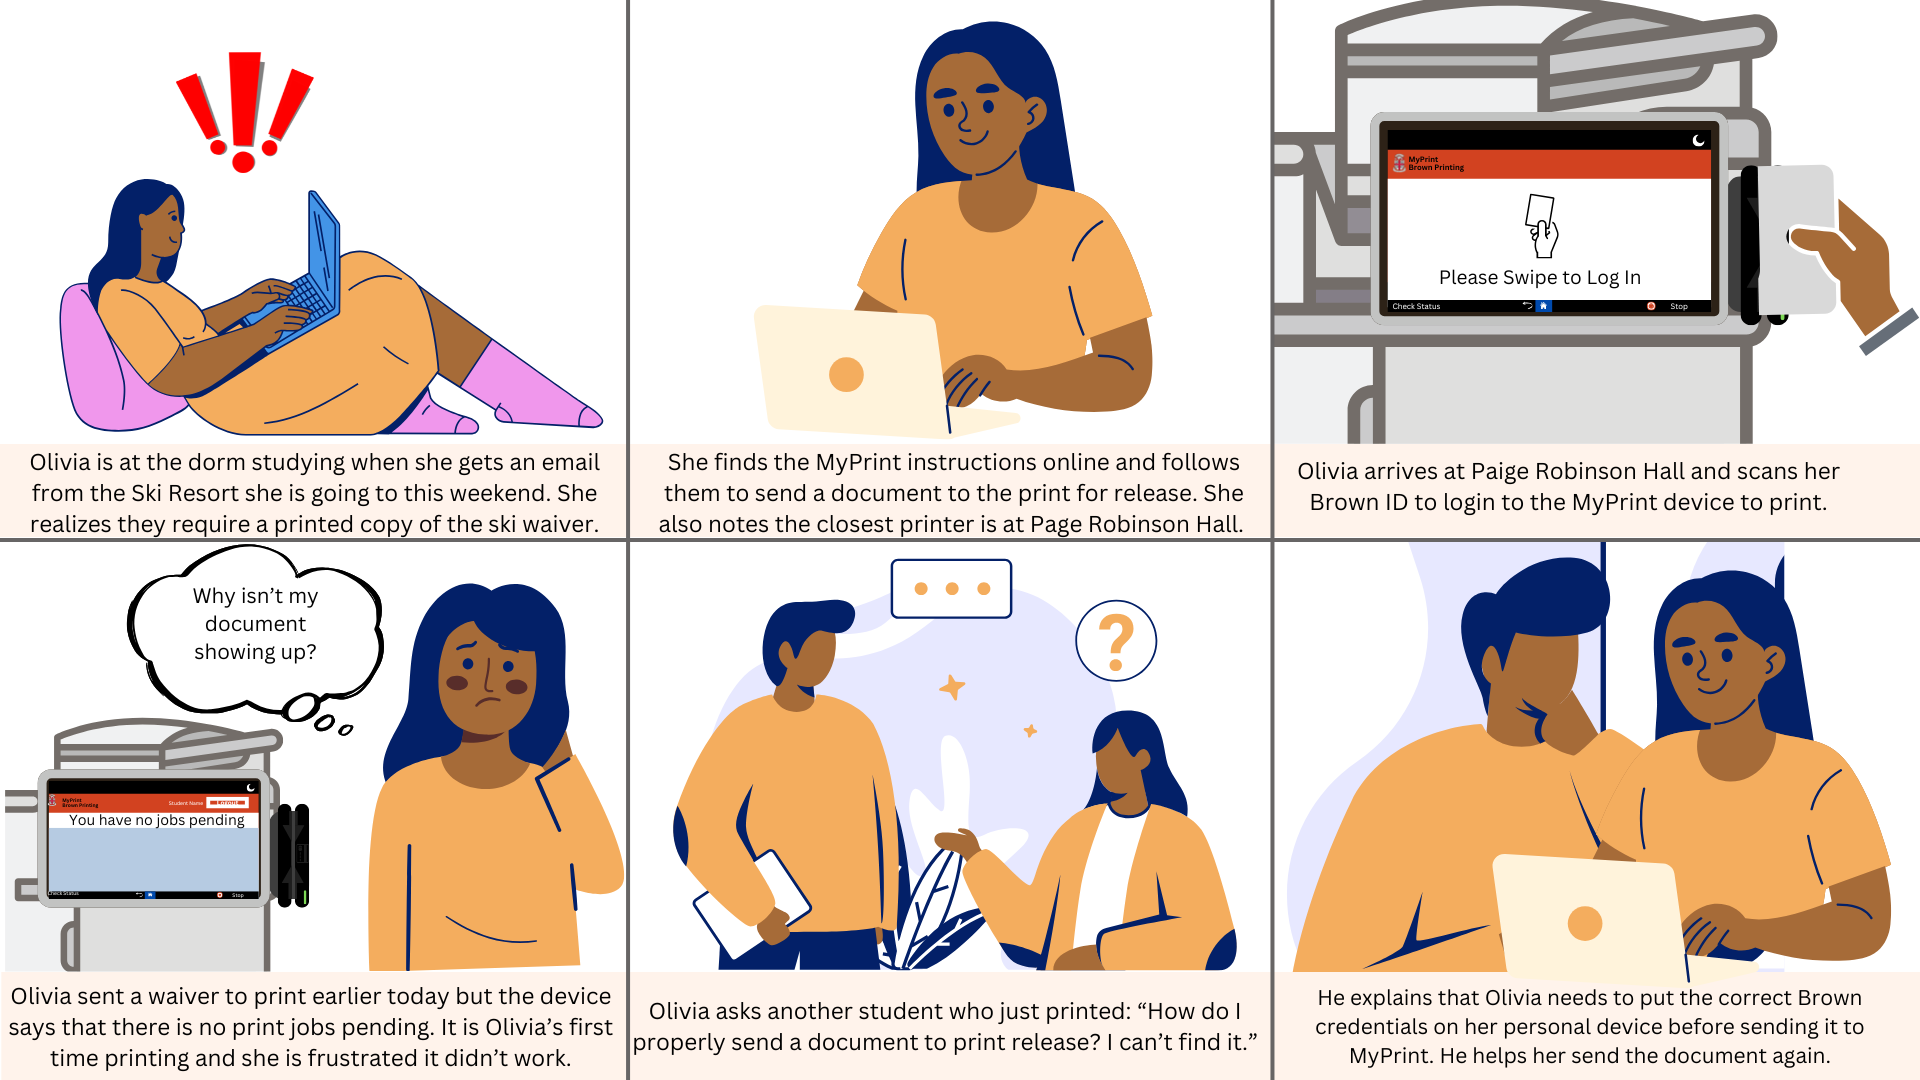 Olivia is at the dorm studying when she gets an email
from the Ski Resort she is going to this weekend. She
realizes they require a printed copy of the ski waiver.
She finds the MyPrint instructions online and follows
them to send a document to the print for release. She
also notes the closest printer is at Page Robinson Hall.
MyPrint
Brown Printing
Please Swipe to Log In
Check Status
Stop
Olivia arrives at Paige Robinson Hall and scans her
Brown ID to login to the MyPrint device to print.
Why isn’t my
document
showing up?
MyPrint
Brown Printing
Student Name
Logout
You have no jobs pending
Check Status
Stop
Olivia sent a waiver to print earlier today but the device
says that there is no print jobs pending. It is Olivia’s first
time printing and she is frustrated it didn’t work.
?
Olivia asks another student who just printed: “How do I
properly send a document to print release? I can’t find it.”
He explains that Olivia needs to put the correct Brown
credentials on her personal device before sending it to
MyPrint. He helps her send the document again.